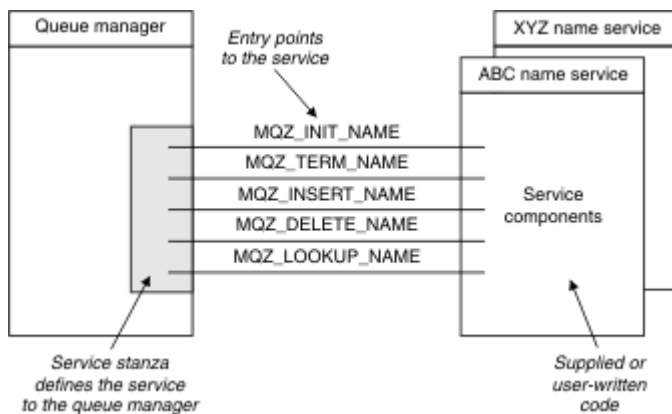 Queue manager
Entry points
to the service
XYZ name service
ABC name service
MQZ_INIT_NAME
MQZ_TERM_NAME
MQZ_INSERT_NAME
MQZ_DELETE_NAME
MQZ_LOOKUP_NAME
Service
components
Service stanza
defines the service
to the queue manager
Supplied or
user-written
code